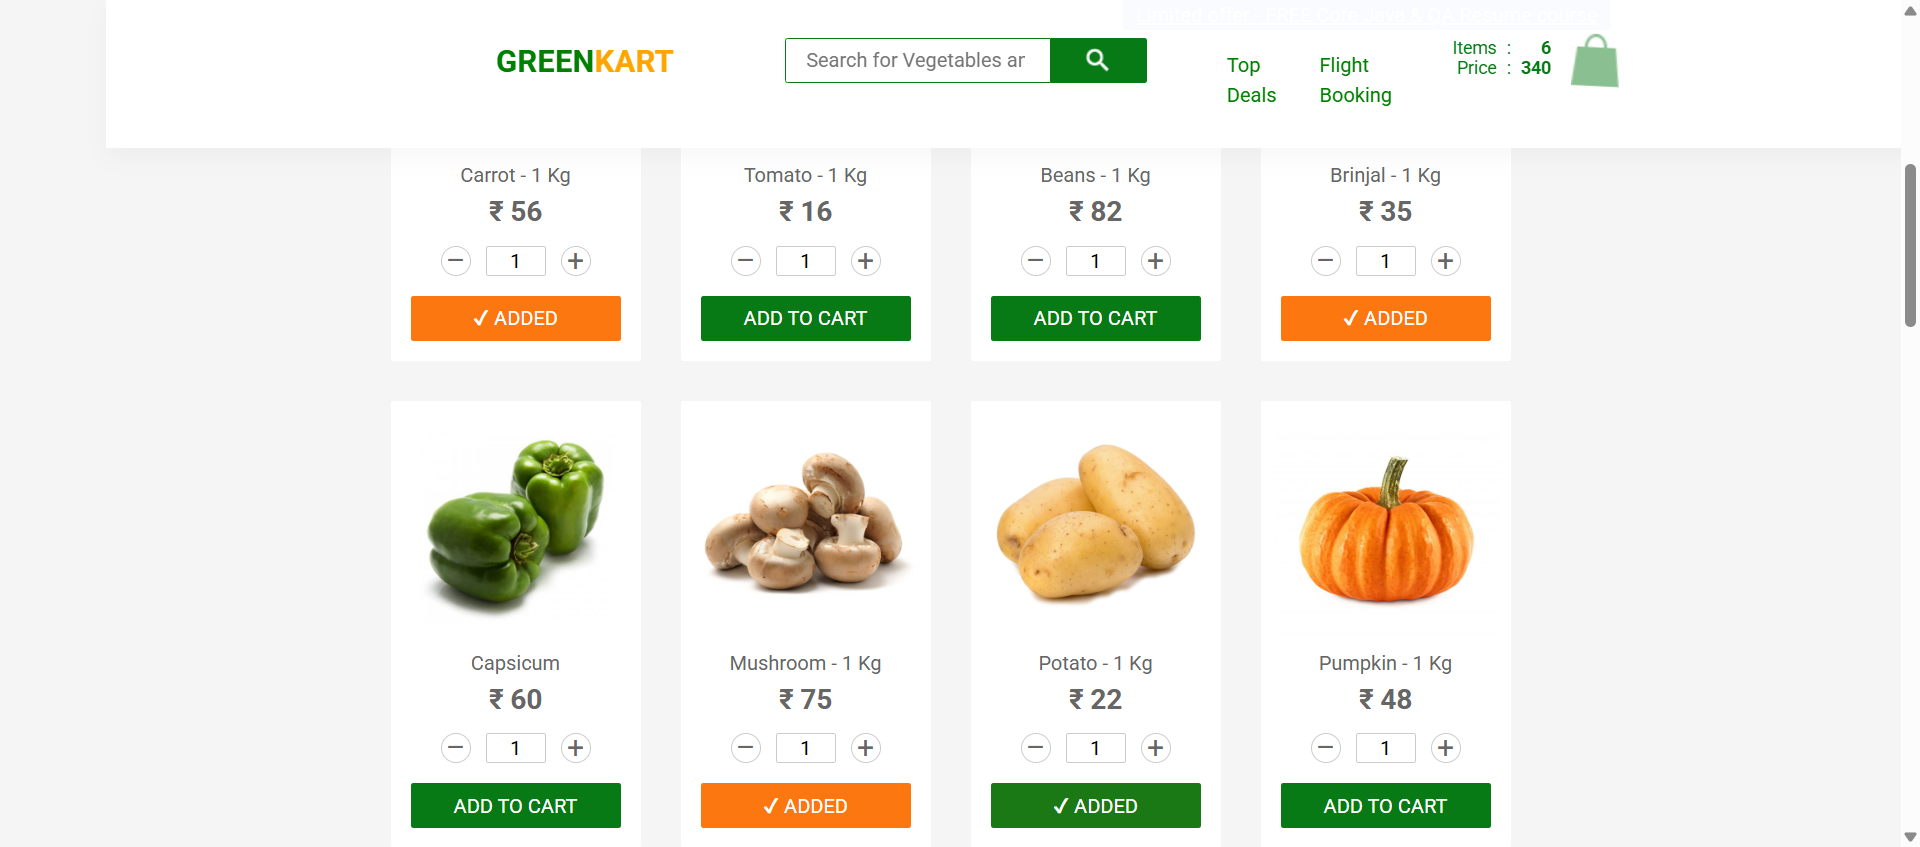 Limited offer - FREE Core Java & QA Resume course
GREENKART
Search for Vegetables ar
Top Deals
Flight Booking
Items : 6
Price : 340
Carrot - 1 Kg
₹ 56
− 1 +
✓ ADDED
Tomato - 1 Kg
₹ 16
− 1 +
ADD TO CART
Beans - 1 Kg
₹ 82
− 1 +
ADD TO CART
Brinjal - 1 Kg
₹ 35
− 1 +
✓ ADDED
Capsicum
₹ 60
− 1 +
ADD TO CART
Mushroom - 1 Kg
₹ 75
− 1 +
✓ ADDED
Potato - 1 Kg
₹ 22
− 1 +
✓ ADDED
Pumpkin - 1 Kg
₹ 48
− 1 +
ADD TO CART